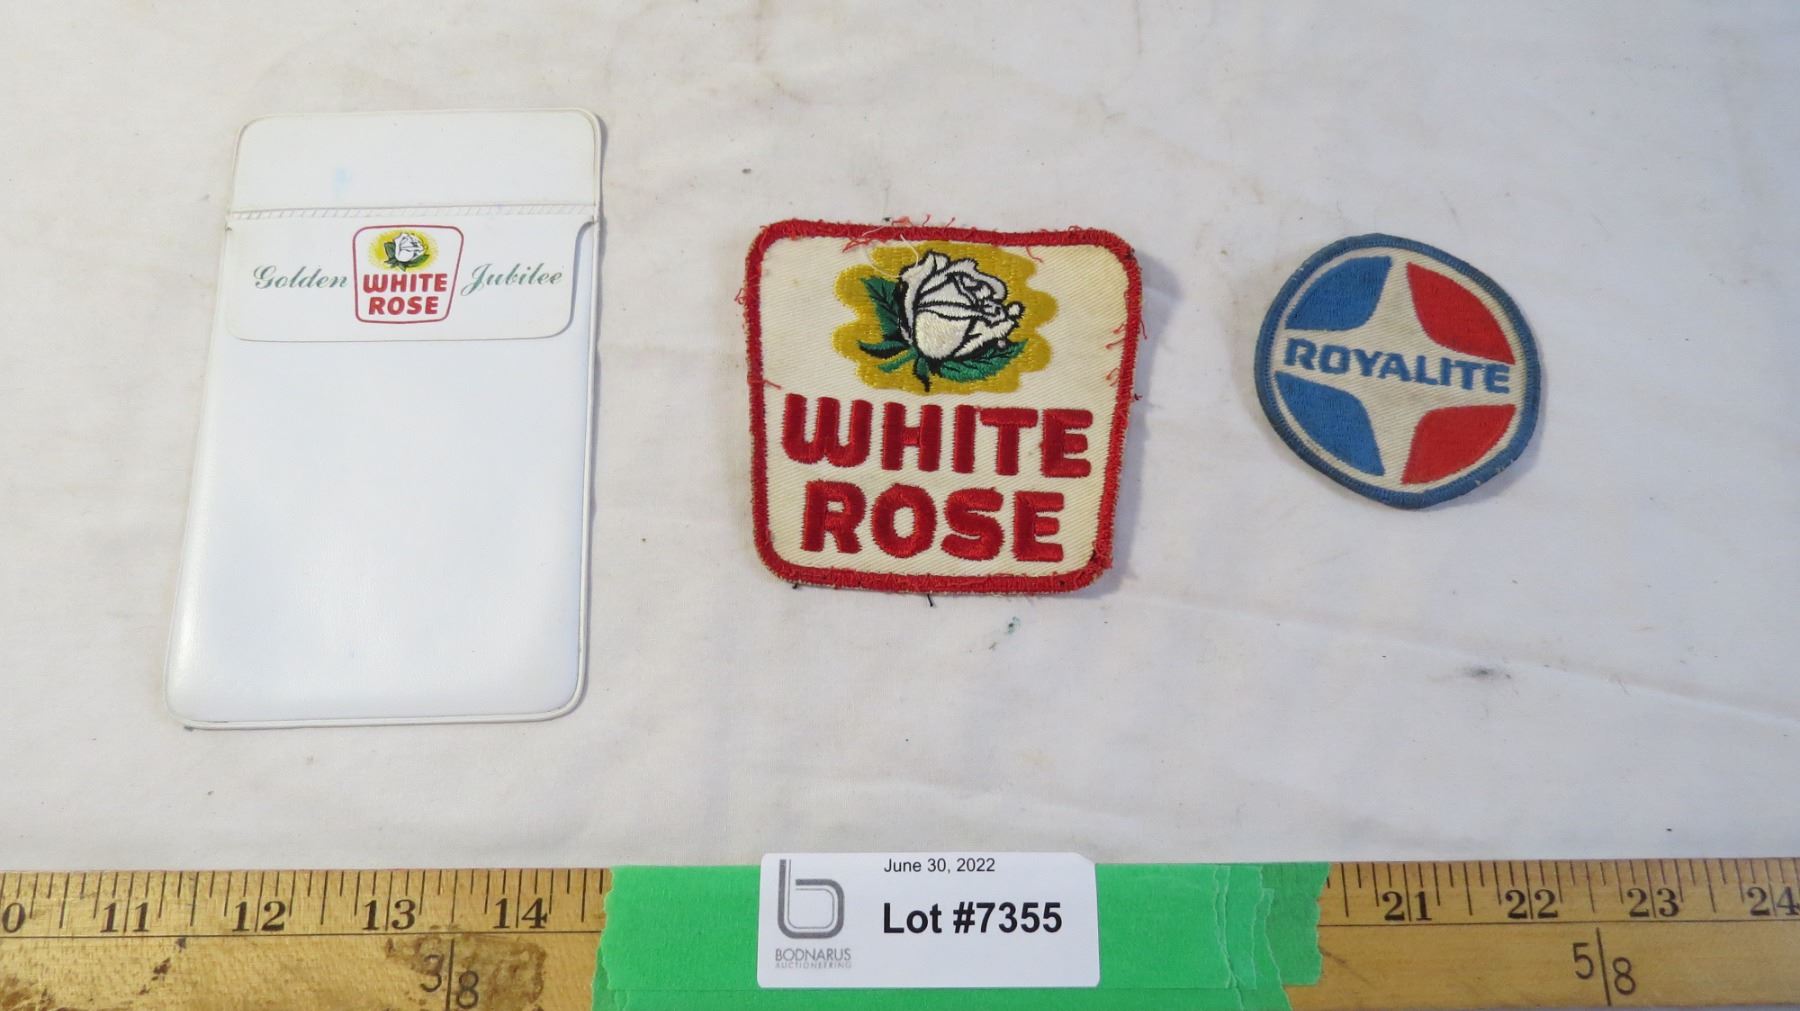 Golden WHITE ROSE Jubilee
WHITE
ROSE
ROYALITE
0 11 12 13 14 21 22 23 24
3/8 5/8
June 30, 2022
Lot #7355
BODNARUS
AUCTIONEERING